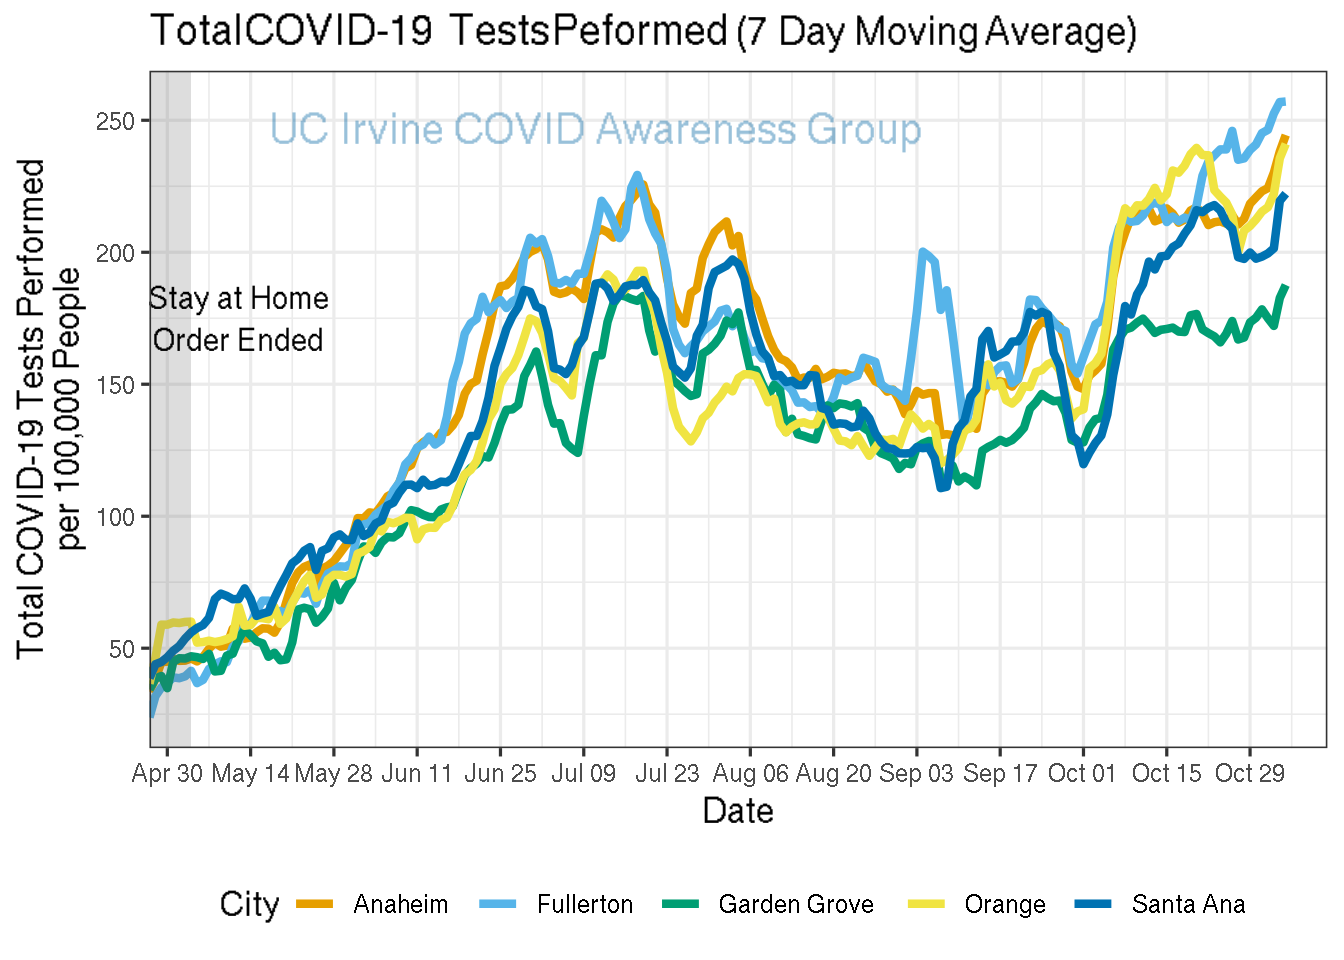 TotalCOVID-19 TestsPeformed (7 Day Moving Average)
UC Irvine COVID Awareness Group
Stay at Home
Order Ended
Total COVID-19 Tests Performed
per 100,000 People
250
200
150
100
50
Apr 30 May 14 May 28 Jun 11 Jun 25 Jul 09 Jul 23 Aug 06 Aug 20 Sep 03 Sep 17 Oct 01 Oct 15 Oct 29
Date
City Anaheim Fullerton Garden Grove Orange Santa Ana